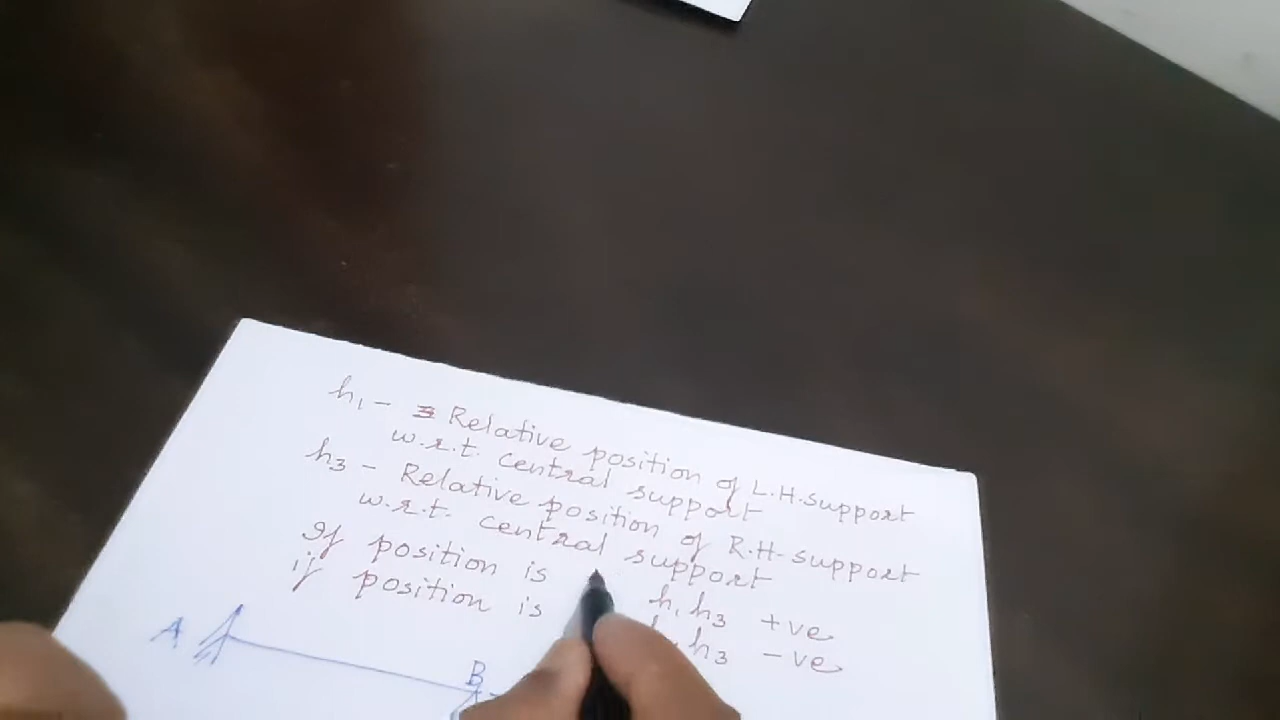 h1 - Relative position of L.H. support
w.r.t. central support
h3 - Relative position of R.H- support
w.r.t. central support
If position is h1 h3 +ve
if position is h3 -ve
A
B